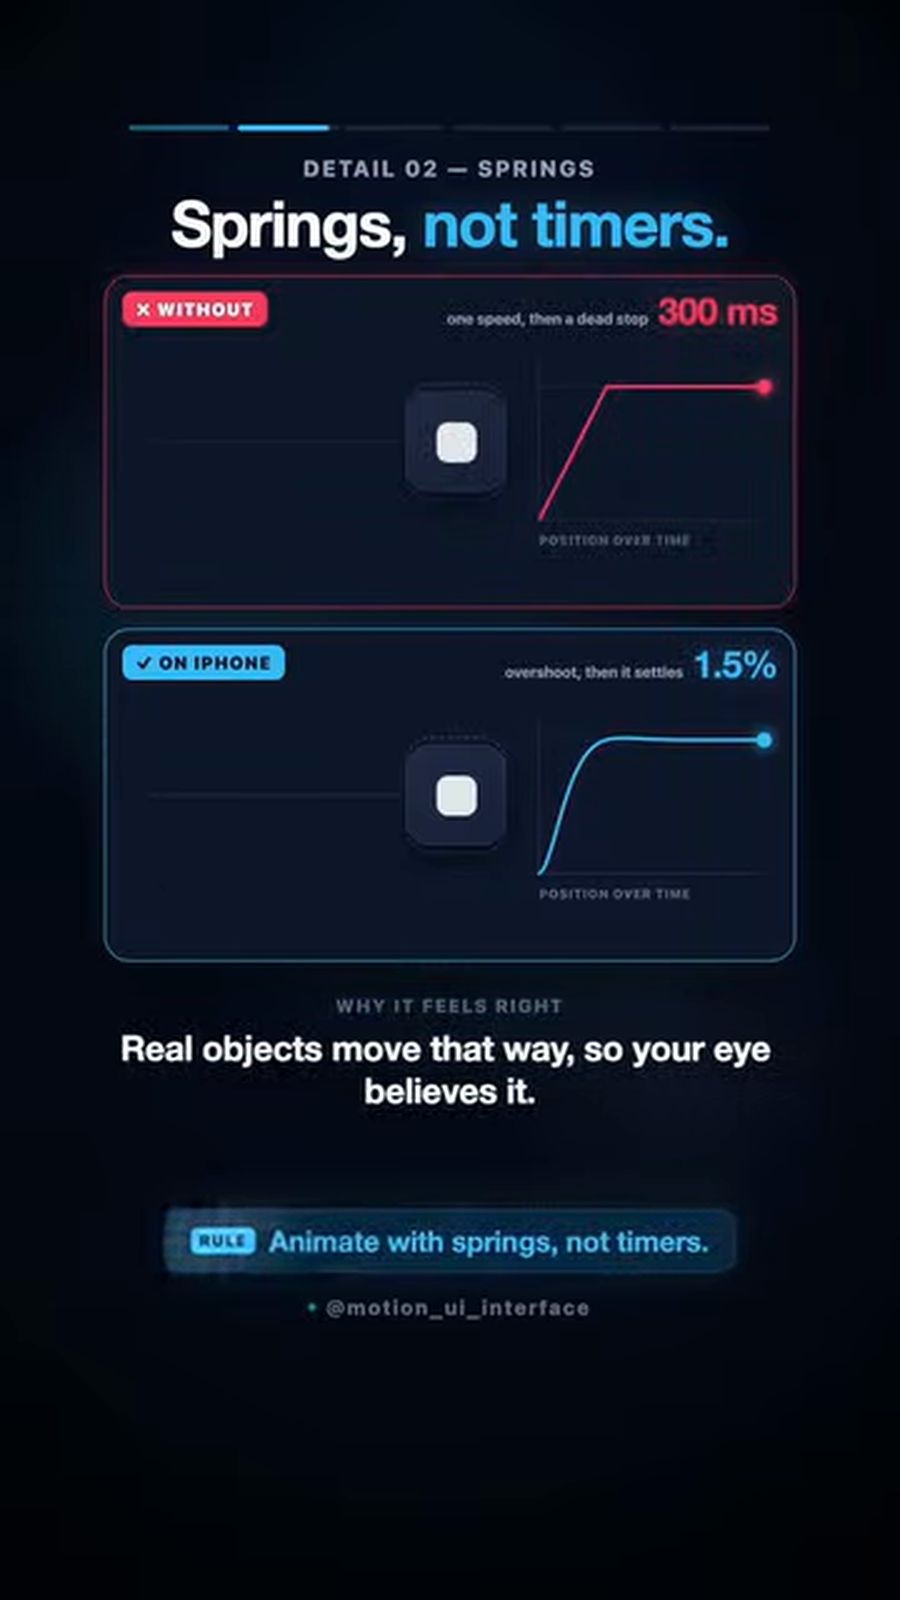 DETAIL 02 — SPRINGS
Springs, not timers.
✕ WITHOUT
one speed, then a dead stop 300 ms
POSITION OVER TIME
✓ ON IPHONE
overshoot, then it settles 1.5%
POSITION OVER TIME
WHY IT FEELS RIGHT
Real objects move that way, so your eye
believes it.
RULE Animate with springs, not timers.
@motion_ui_interface